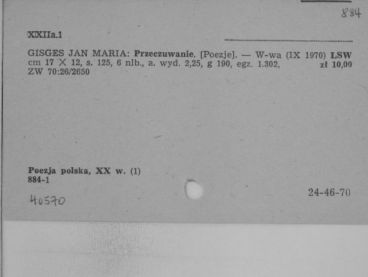 884
XXIIa.1
GISGES JAN MARIA: Przeczuwanie. [Poezje]. — W-wa (IX 1970) LSW
cm 17 X 12, s. 125, 6 nlb., a. wyd. 2,25, g 190, egz. 1.302, zł 10,00
ZW 70:26/2650
Poezja polska, XX w. (1)
884-1
24-46-70
40570